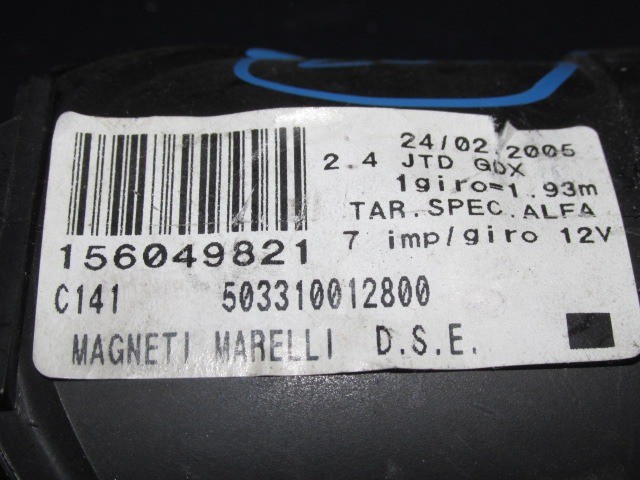 24/02.2005
2.4 JTD GDX
1giro=1.93m
TAR.SPEC.ALFA
156049821 7 imp/giro 12V
C141 503310012800
MAGNETI MARELLI D.S.E.